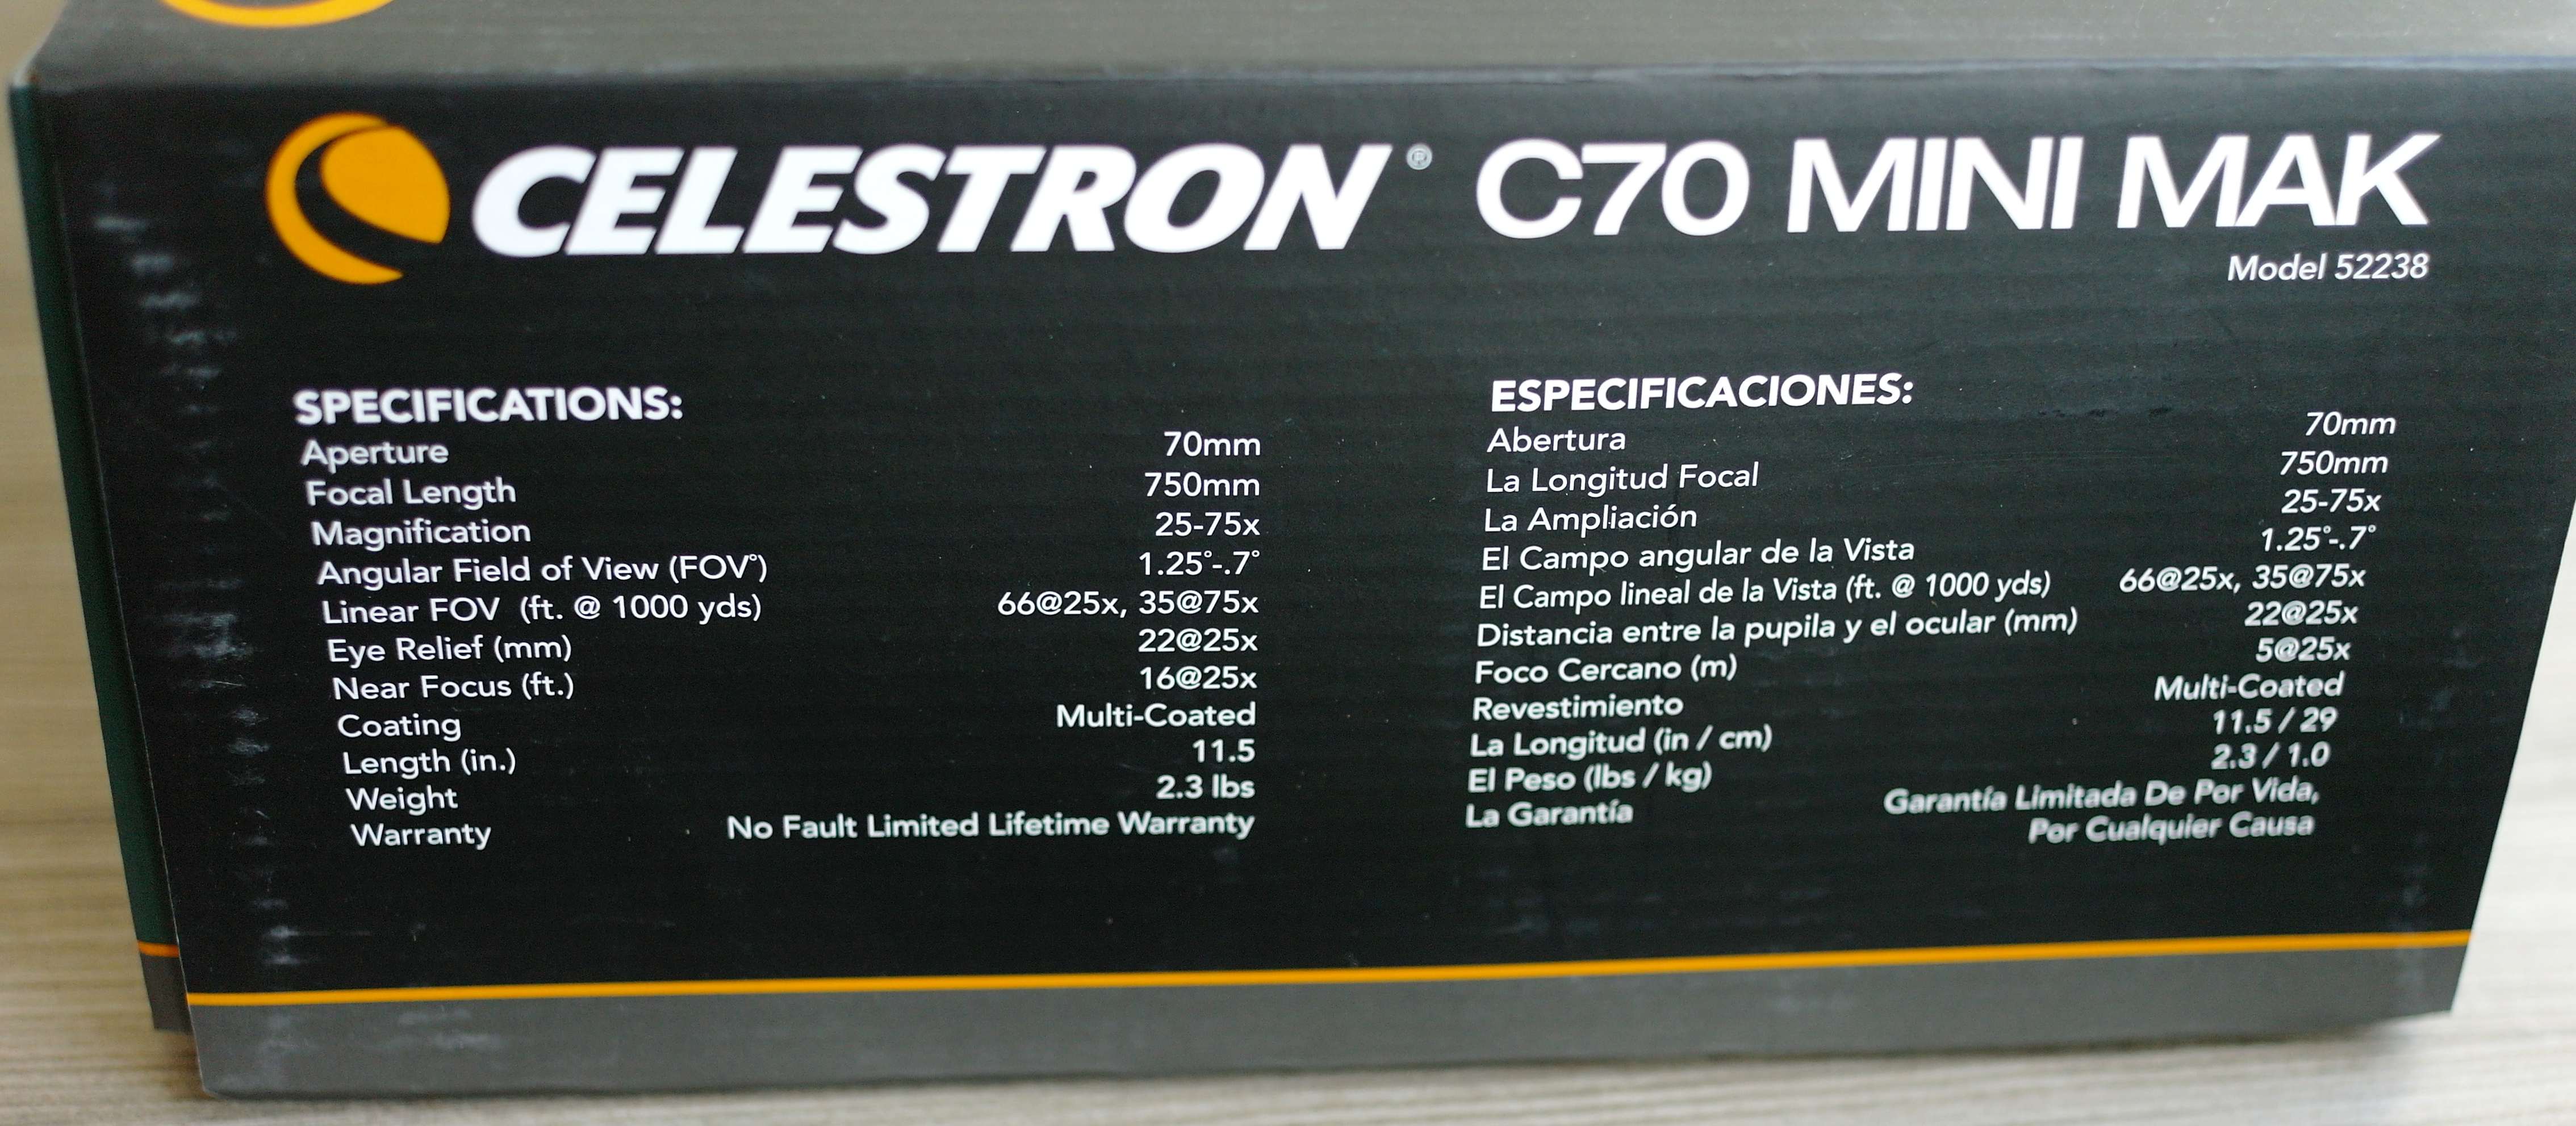 CELESTRON® C70 MINI MAK
Model 52238
SPECIFICATIONS:
Aperture 70mm
Focal Length 750mm
Magnification 25-75x
Angular Field of View (FOV°) 1.25°-.7°
Linear FOV (ft. @ 1000 yds) 66@25x, 35@75x
Eye Relief (mm) 22@25x
Near Focus (ft.) 16@25x
Coating Multi-Coated
Length (in.) 11.5
Weight 2.3 lbs
Warranty No Fault Limited Lifetime Warranty
ESPECIFICACIONES:
Abertura 70mm
La Longitud Focal 750mm
La Ampliación 25-75x
El Campo angular de la Vista 1.25°-.7°
El Campo lineal de la Vista (ft. @ 1000 yds) 66@25x, 35@75x
Distancia entre la pupila y el ocular (mm) 22@25x
Foco Cercano (m) 5@25x
Revestimiento Multi-Coated
La Longitud (in / cm) 11.5 / 29
El Peso (lbs / kg) 2.3 / 1.0
La Garantía Garantía Limitada De Por Vida,
Por Cualquier Causa